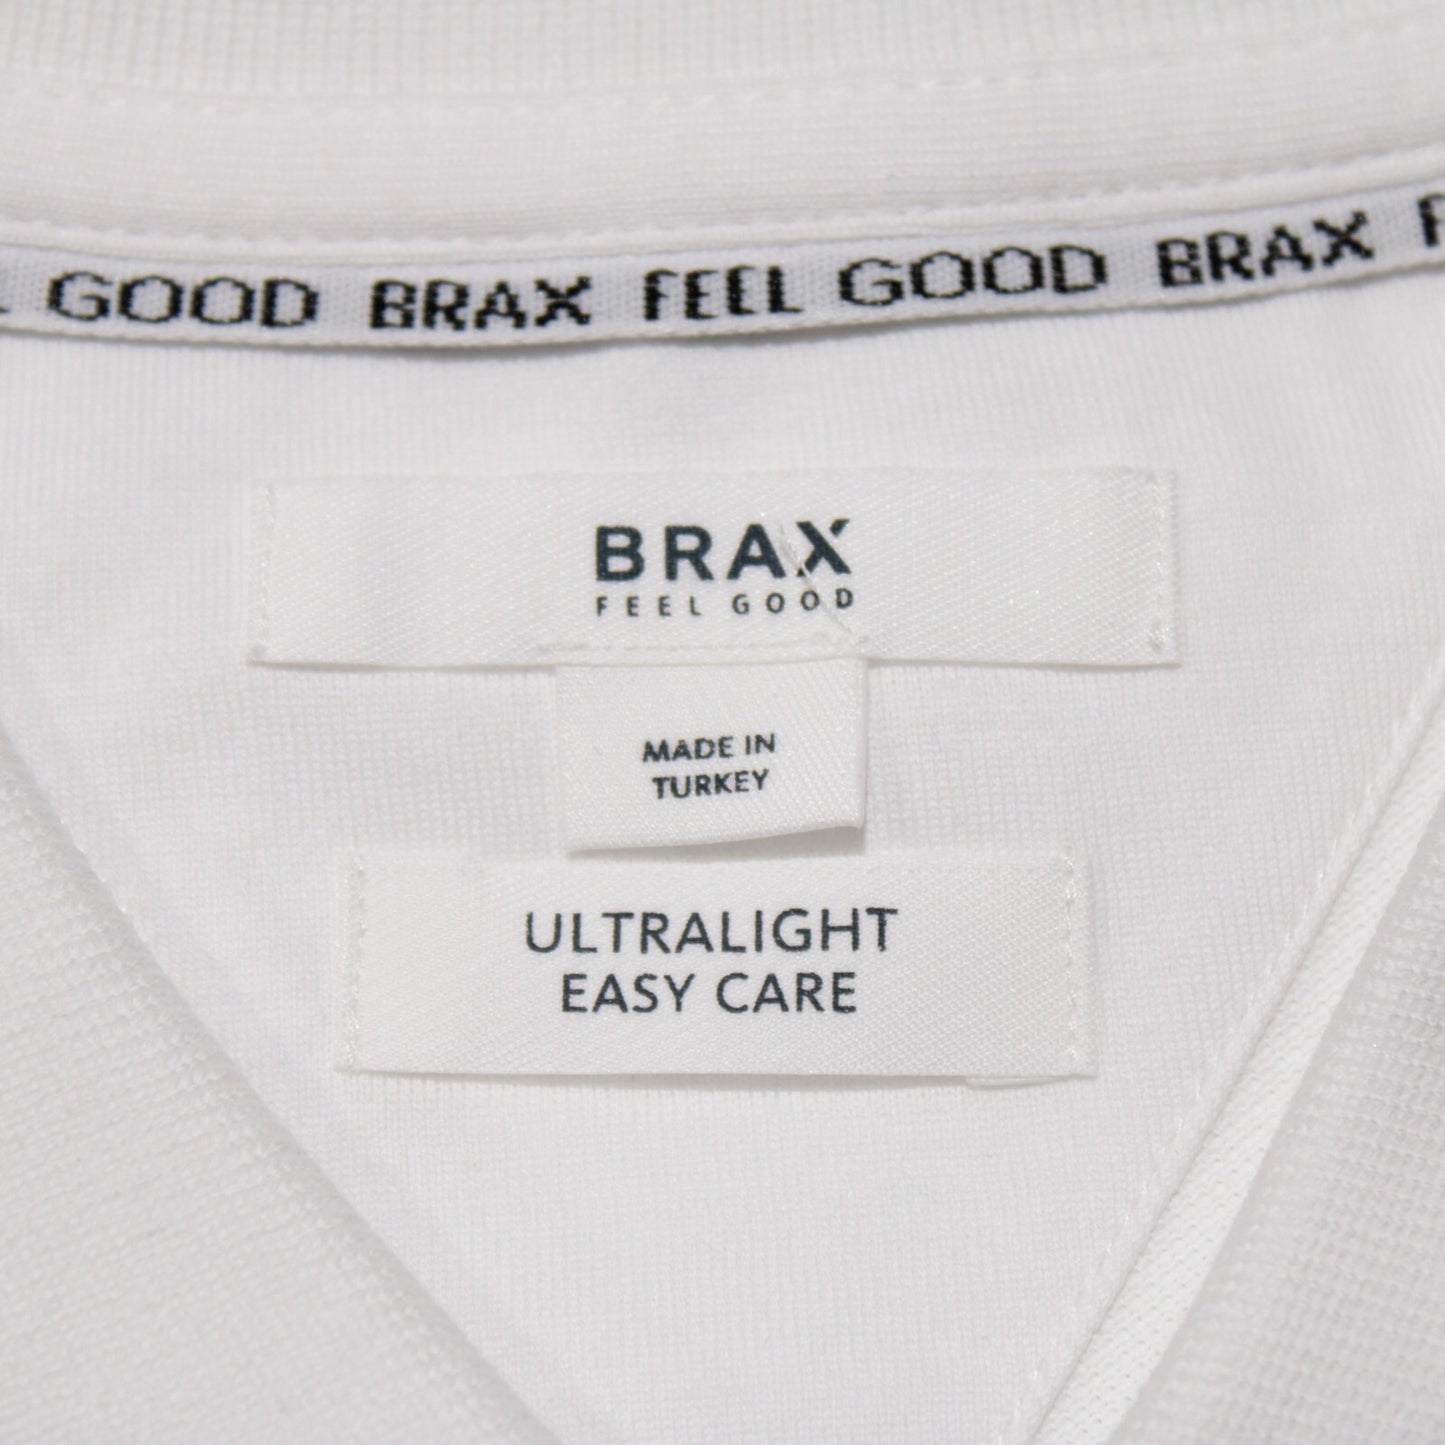 L GOOD BRAX FEEL GOOD BRAX F
BRAX
FEEL GOOD
MADE IN
TURKEY
ULTRALIGHT
EASY CARE